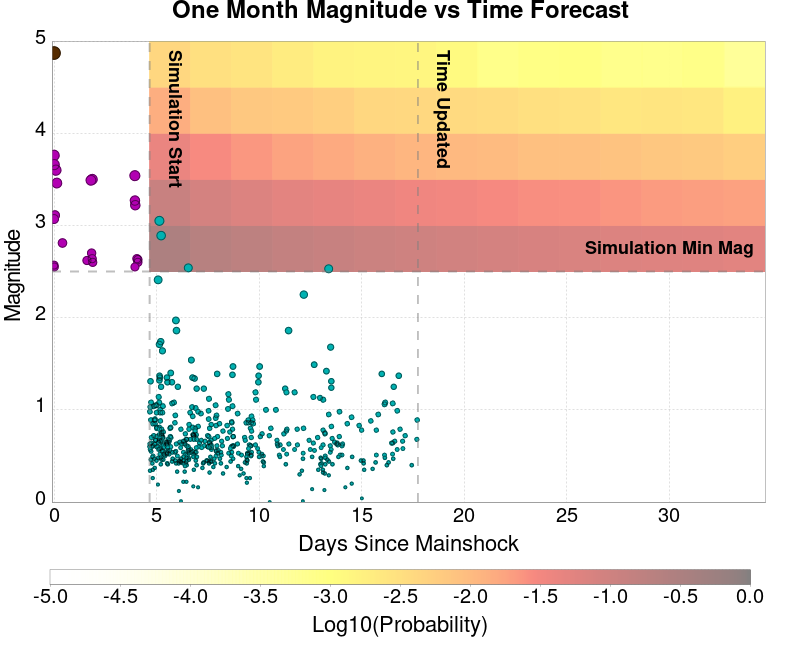 One Month Magnitude vs Time Forecast
Magnitude
5
4
3
2
1
0
Simulation Start
Time Updated
Simulation Min Mag
0 5 10 15 20 25 30
Days Since Mainshock
-5.0 -4.5 -4.0 -3.5 -3.0 -2.5 -2.0 -1.5 -1.0 -0.5 0.0
Log10(Probability)